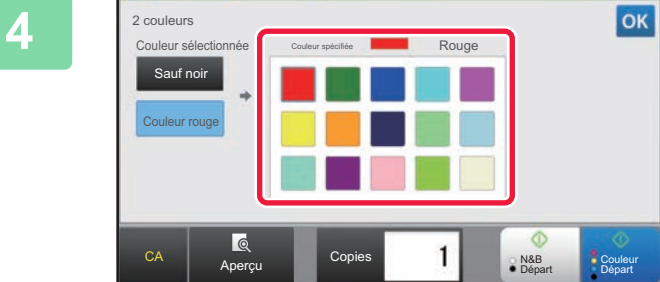 4
2 couleurs
OK
Couleur sélectionnée
Couleur spécifiée Rouge
Sauf noir
Couleur rouge
CA
Aperçu
Copies
1
N&B
Départ
Couleur
Départ